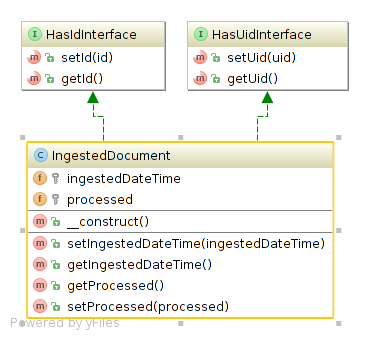 I HasIdInterface
m setId(id)
m getId()
I HasUidInterface
m setUid(uid)
m getUid()
C IngestedDocument
f ingestedDateTime
f processed
m __construct()
m setIngestedDateTime(ingestedDateTime)
m getIngestedDateTime()
m getProcessed()
m setProcessed(processed)
Powered by yFiles